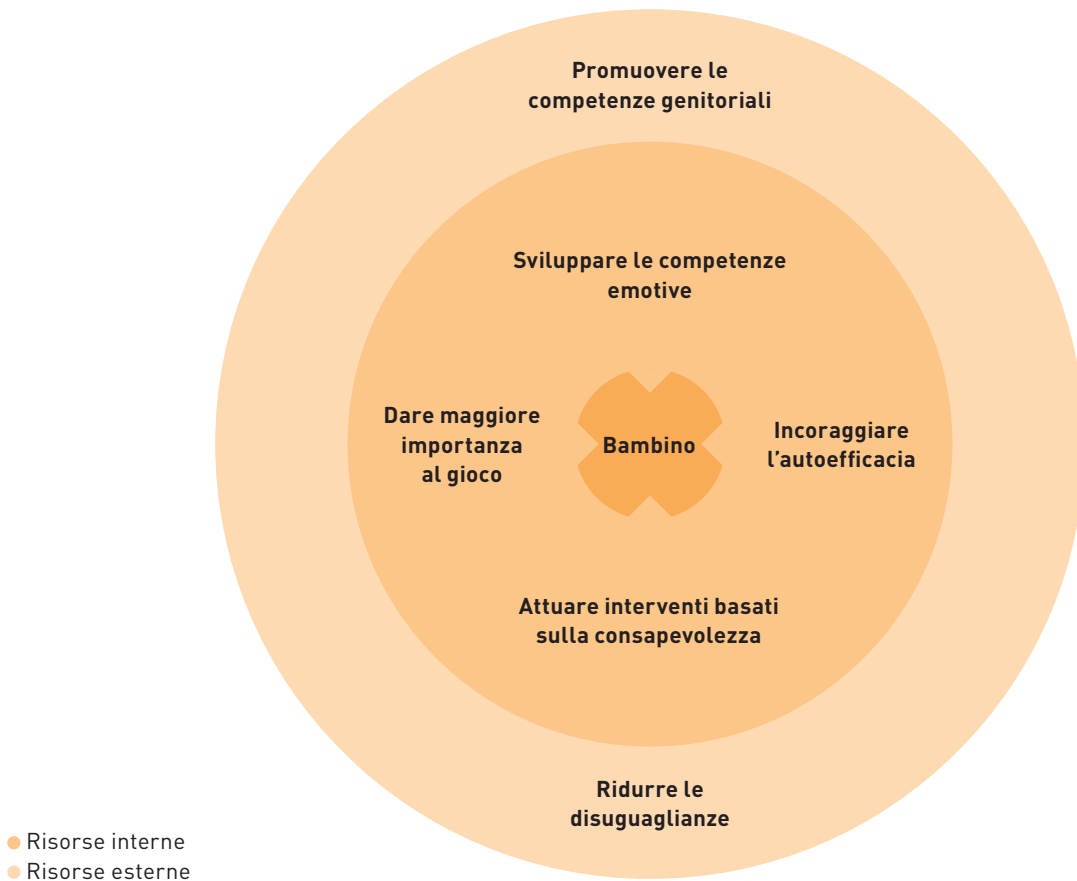 Promuovere le
competenze genitoriali
Sviluppare le competenze
emotive
Dare maggiore
importanza
al gioco
Bambino
Incoraggiare
l'autoefficacia
Attuare interventi basati
sulla consapevolezza
Ridurre le
disuguaglianze
Risorse interne
Risorse esterne